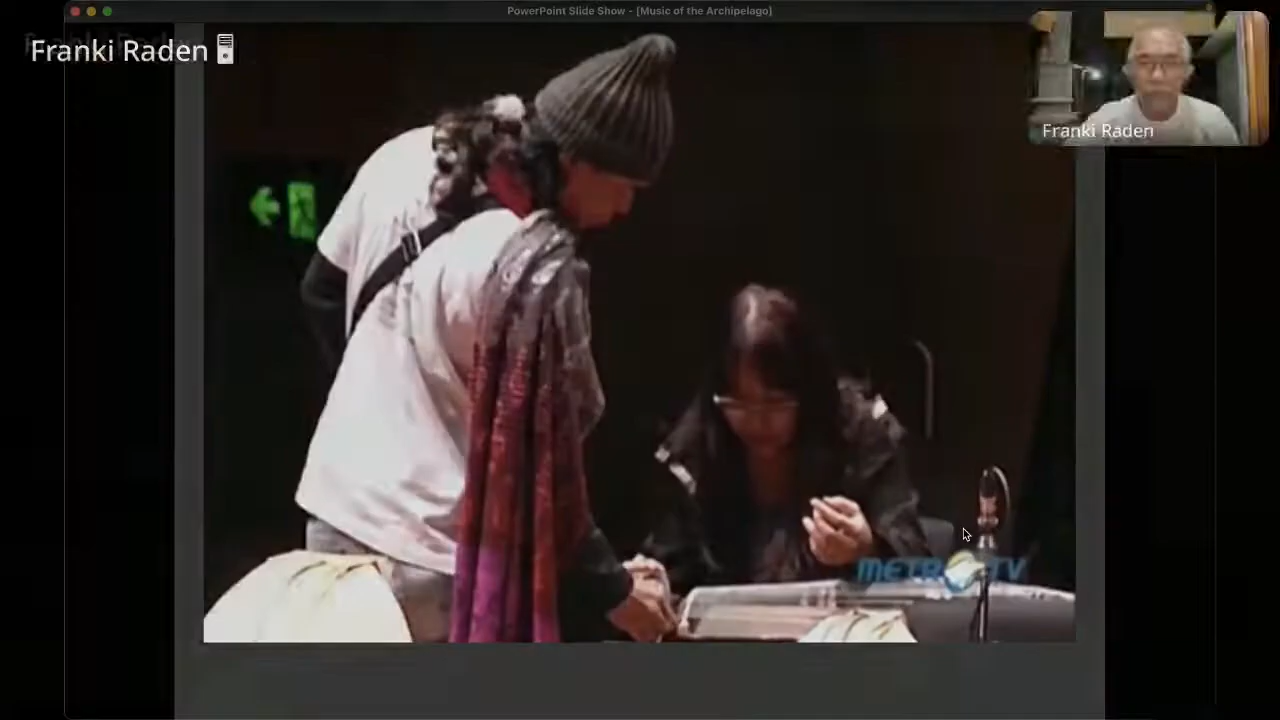 PowerPoint Slide Show - [Music of the Archipelago]
Franki Raden
Franki Raden
METRO TV